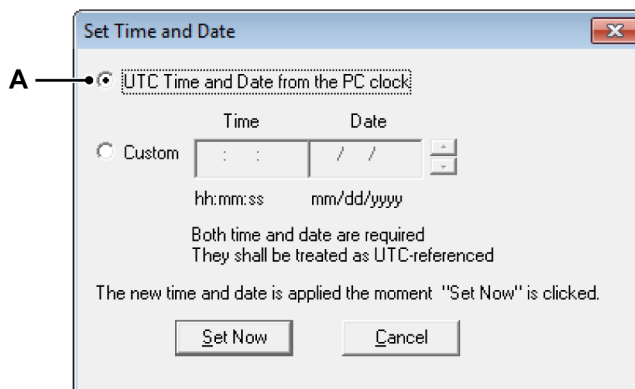 Set Time and Date
A
UTC Time and Date from the PC clock
Time Date
Custom : : / /
hh:mm:ss mm/dd/yyyy
Both time and date are required
They shall be treated as UTC-referenced
The new time and date is applied the moment "Set Now" is clicked.
Set Now Cancel